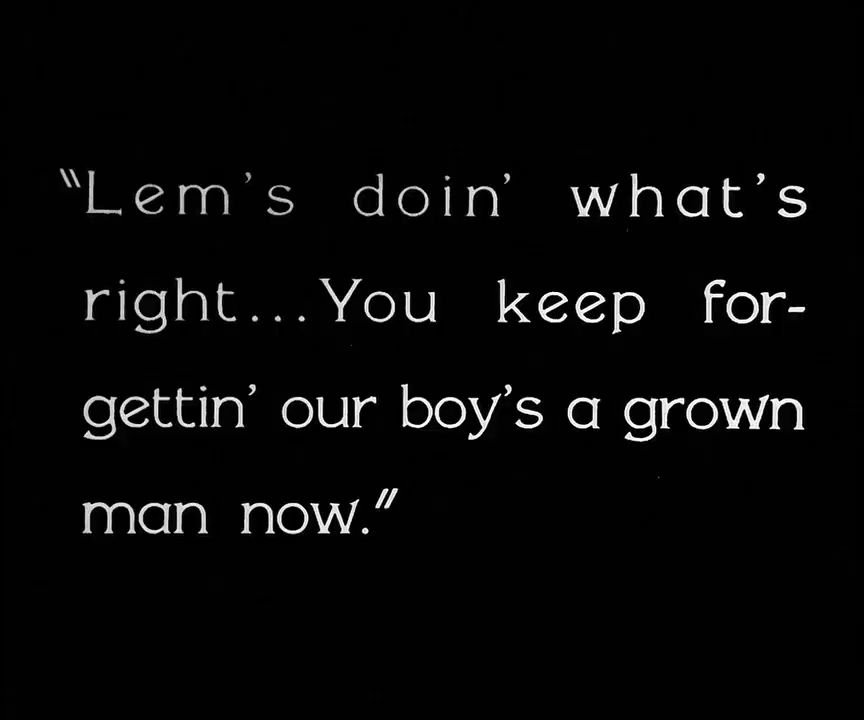 "Lem's doin' what's
right...You keep for-
gettin' our boy's a grown
man now."